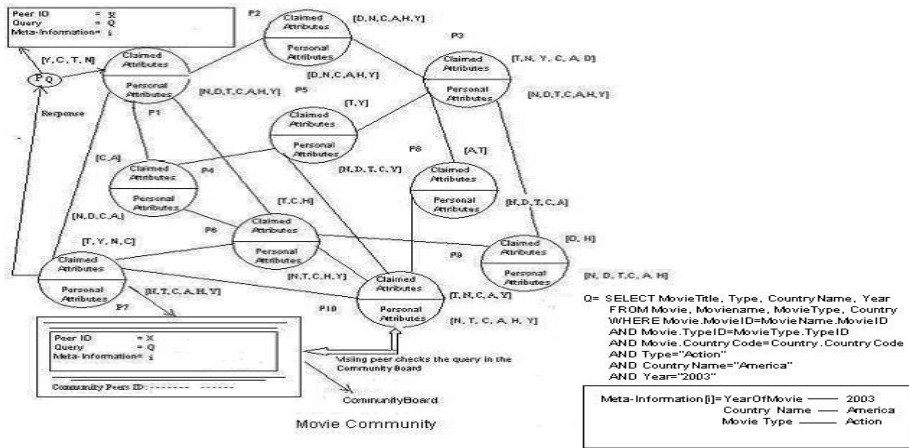 Peer ID = X
Query = Q
Meta-Information= i
P2
[D,N,C,A,H,Y]
Claimed
Attributes
Personal
Attributes
[D,N,C,A,H,Y]
P3
[T,N, Y, C, A, D]
Claimed
Attributes
Personal
Attributes
[N,D,T,C,A,H,Y]
[Y, C, T, N]
PQ
Claimed
Attributes
Personal
Attributes
[N,D,T,C,A,H,Y]
P1
Response
P5
[T,Y]
Claimed
Attributes
Personal
Attributes
[N,D,T,C,Y]
P8
[A,T]
Claimed
Attributes
Personal
Attributes
[N,D,T,C,A]
[C,A]
P4
Claimed
Attributes
Personal
Attributes
[N,D,C,A,]
[T,C,H]
P6
Claimed
Attributes
Personal
Attributes
[N,T,C,H,Y]
[D, H]
P9
Claimed
Attributes
Personal
Attributes
[N, D, T,C, A, H]
[T,Y,N,C]
Claimed
Attributes
Personal
Attributes
[N,T,C,A,H,Y]
P7
P10
Claimed
Attributes
Personal
Attributes
[T,N,C,A,Y]
[N, T, C, A, H, Y]
Peer ID = X
Query = Q
Meta-Information= i
Community Peers ID:
Visiing peer checks the query in the
CommunityBoard
CommunityBoard
Movie Community
Q= SELECT MovieTitle, Type, CountryName, Year
FROM Movie, Moviename, MovieType, Country
WHERE Movie.MovieID=MovieName.MovieID
AND Movie.TypeID=MovieType.TypeID
AND Movie.CountryCode=Country.CountryCode
AND Type="Action"
AND CountryName="America"
AND Year="2003"
Meta-Information[i]=YearOfMovie — 2003
Country Name — America
Movie Type — Action